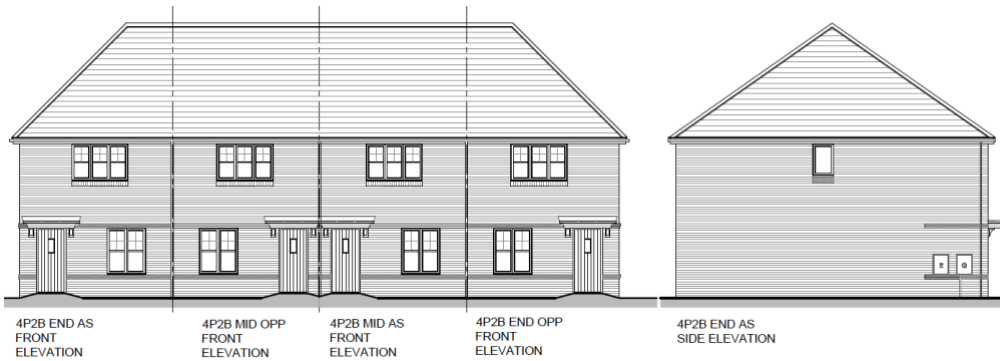 4P2B END AS
FRONT
ELEVATION
4P2B MID OPP
FRONT
ELEVATION
4P2B MID AS
FRONT
ELEVATION
4P2B END OPP
FRONT
ELEVATION
4P2B END AS
SIDE ELEVATION